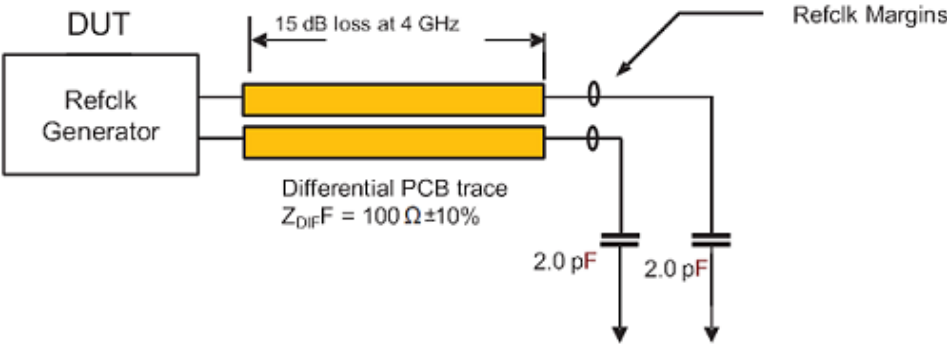 DUT
15 dB loss at 4 GHz
Refclk Margins
Refclk
Generator
Differential PCB trace
ZDIFF = 100 Ω±10%
2.0 pF
2.0 pF